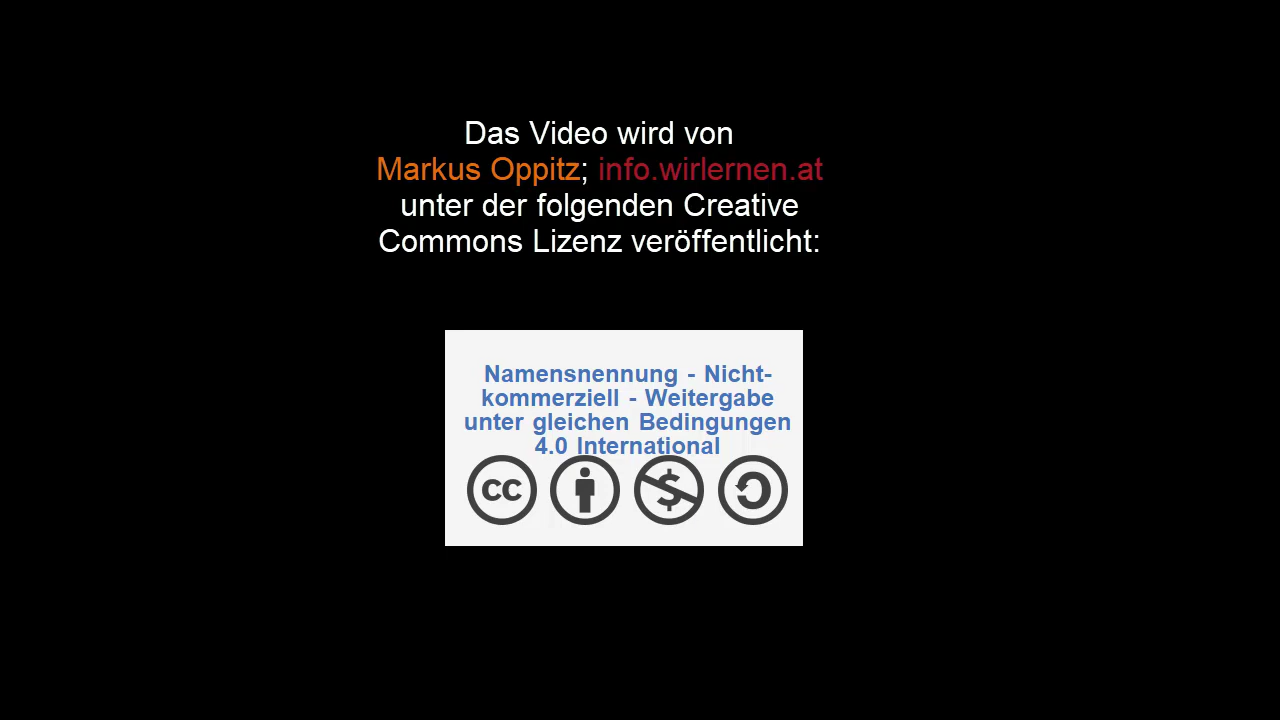 Das Video wird von
Markus Oppitz; info.wirlernen.at
unter der folgenden Creative
Commons Lizenz veröffentlicht:
Namensnennung - Nicht-
kommerziell - Weitergabe
unter gleichen Bedingungen
4.0 International
cc